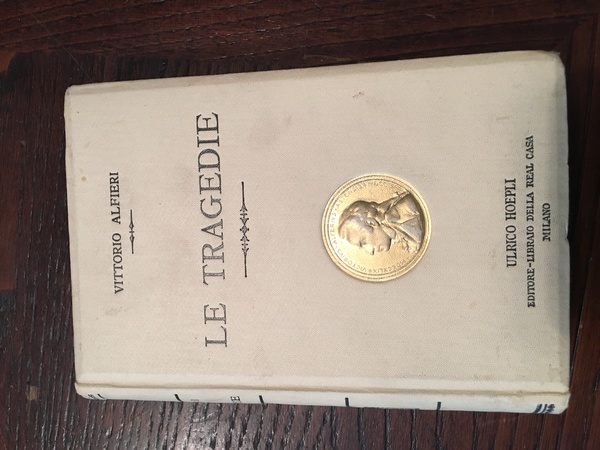 VITTORIO ALFIERI
LE TRAGEDIE
ULRICO HOEPLI
EDITORE-LIBRAIO DELLA REAL CASA
MILANO